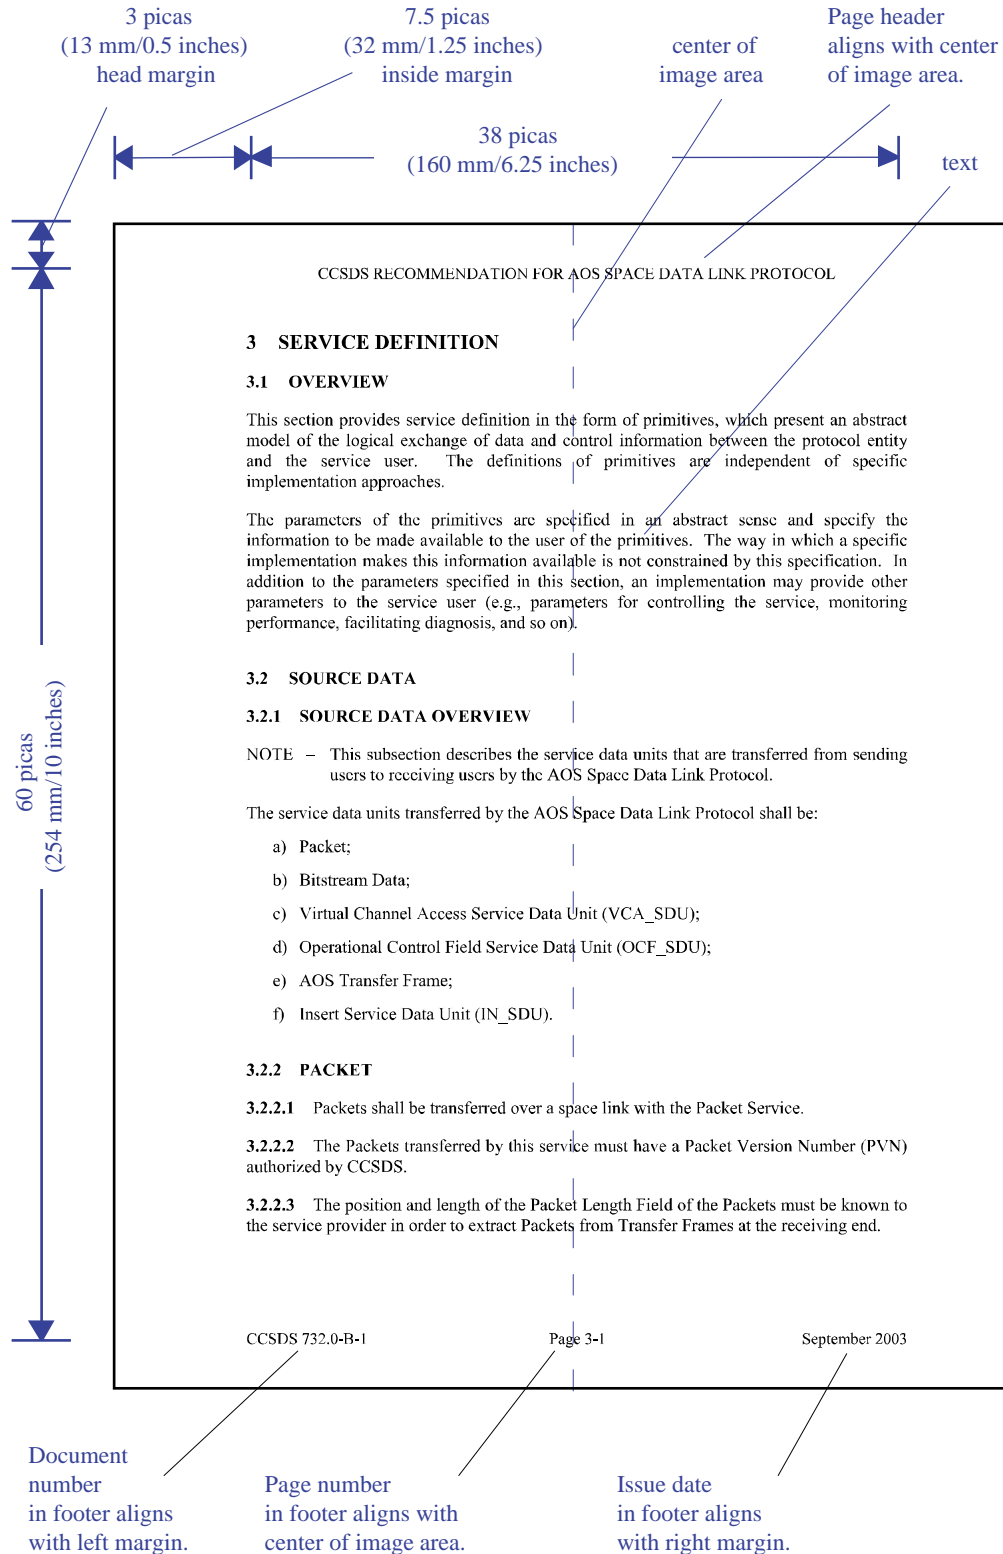 3 picas
(13 mm/0.5 inches)
head margin
7.5 picas
(32 mm/1.25 inches)
inside margin
center of
image area
Page header
aligns with center
of image area.
38 picas
(160 mm/6.25 inches)
text
CCSDS RECOMMENDATION FOR AOS SPACE DATA LINK PROTOCOL
3 SERVICE DEFINITION
3.1 OVERVIEW
This section provides service definition in the form of primitives, which present an abstract
model of the logical exchange of data and control information between the protocol entity
and the service user. The definitions of primitives are independent of specific
implementation approaches.
The parameters of the primitives are specified in an abstract sense and specify the
information to be made available to the user of the primitives. The way in which a specific
implementation makes this information available is not constrained by this specification. In
addition to the parameters specified in this section, an implementation may provide other
parameters to the service user (e.g., parameters for controlling the service, monitoring
performance, facilitating diagnosis, and so on).
3.2 SOURCE DATA
3.2.1 SOURCE DATA OVERVIEW
NOTE – This subsection describes the service data units that are transferred from sending
users to receiving users by the AOS Space Data Link Protocol.
The service data units transferred by the AOS Space Data Link Protocol shall be:
a) Packet;
b) Bitstream Data;
c) Virtual Channel Access Service Data Unit (VCA_SDU);
d) Operational Control Field Service Data Unit (OCF_SDU);
e) AOS Transfer Frame;
f) Insert Service Data Unit (IN_SDU).
3.2.2 PACKET
3.2.2.1 Packets shall be transferred over a space link with the Packet Service.
3.2.2.2 The Packets transferred by this service must have a Packet Version Number (PVN)
authorized by CCSDS.
3.2.2.3 The position and length of the Packet Length Field of the Packets must be known to
the service provider in order to extract Packets from Transfer Frames at the receiving end.
60 picas
(254 mm/10 inches)
CCSDS 732.0-B-1 Page 3-1 September 2003
Document
number
in footer aligns
with left margin.
Page number
in footer aligns with
center of image area.
Issue date
in footer aligns
with right margin.